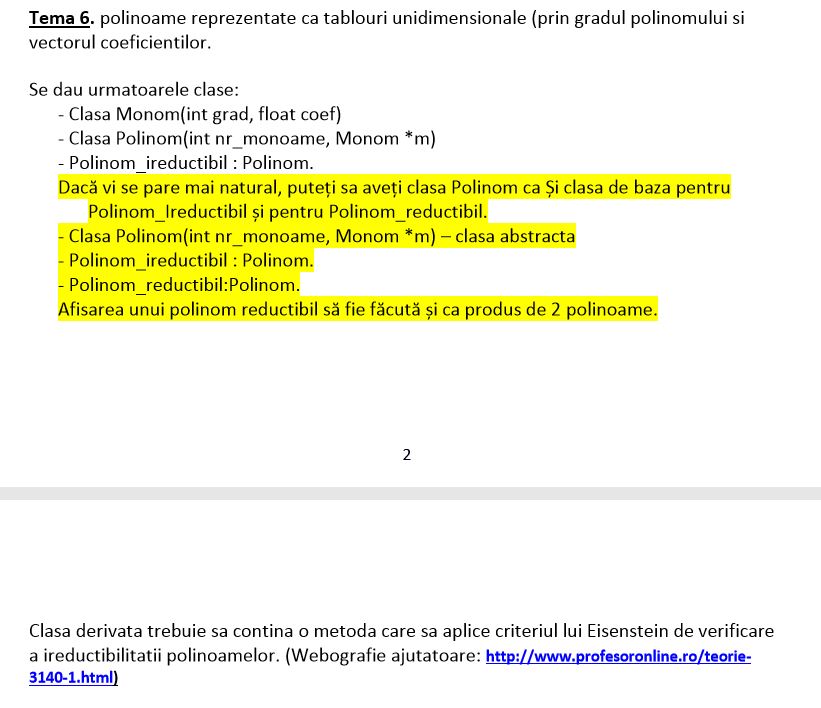 Tema 6. polinoame reprezentate ca tablouri unidimensionale (prin gradul polinomului si
vectorul coeficientilor.
Se dau urmatoarele clase:
- Clasa Monom(int grad, float coef)
- Clasa Polinom(int nr_monoame, Monom *m)
- Polinom_ireductibil : Polinom.
Dacă vi se pare mai natural, puteți sa aveți clasa Polinom ca Și clasa de baza pentru
Polinom_Ireductibil și pentru Polinom_reductibil.
- Clasa Polinom(int nr_monoame, Monom *m) – clasa abstracta
- Polinom_ireductibil : Polinom.
- Polinom_reductibil:Polinom.
Afisarea unui polinom reductibil să fie făcută și ca produs de 2 polinoame.
2
Clasa derivata trebuie sa contina o metoda care sa aplice criteriul lui Eisenstein de verificare
a ireductibilitatii polinoamelor. (Webografie ajutatoare: http://www.profesoronline.ro/teorie-
3140-1.html)